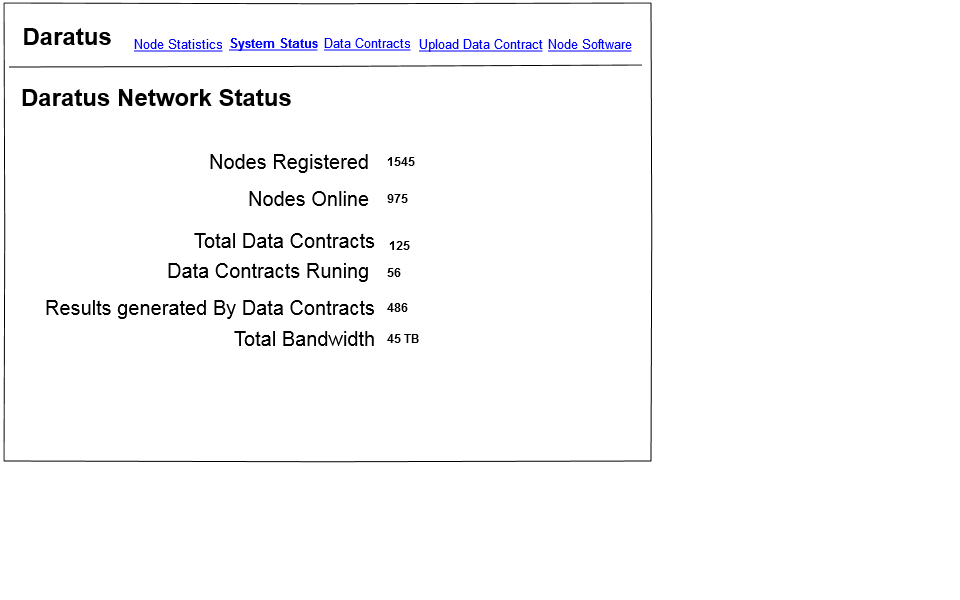 Daratus Node Statistics System Status Data Contracts Upload Data Contract Node Software
Daratus Network Status
Nodes Registered 1545
Nodes Online 975
Total Data Contracts 125
Data Contracts Runing 56
Results generated By Data Contracts 486
Total Bandwidth 45 TB